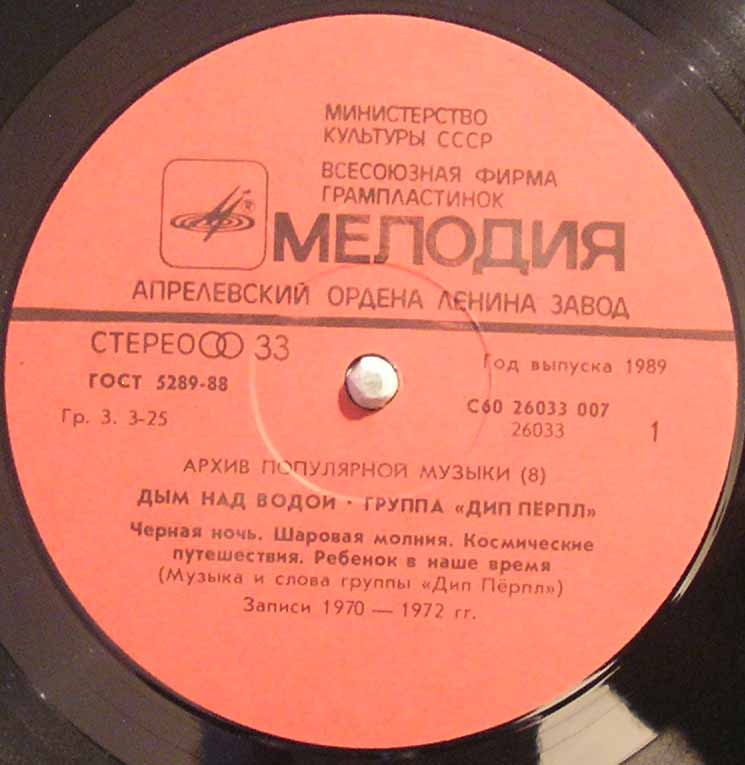 МИНИСТЕРСТВО
КУЛЬТУРЫ СССР
ВСЕСОЮЗНАЯ ФИРМА
ГРАМПЛАСТИНОК
МЕЛОДИЯ
АПРЕЛЕВСКИЙ ОРДЕНА ЛЕНИНА ЗАВОД
СТЕРЕО 33
Год выпуска 1989
ГОСТ 5289-88
С60 26033 007
Гр. 3. 3-25
26033
1
АРХИВ ПОПУЛЯРНОЙ МУЗЫКИ (8)
ДЫМ НАД ВОДОЙ · ГРУППА «ДИП ПЁРПЛ»
Черная ночь. Шаровая молния. Космические
путешествия. Ребенок в наше время
(Музыка и слова группы «Дип Пёрпл»)
Записи 1970 — 1972 гг.